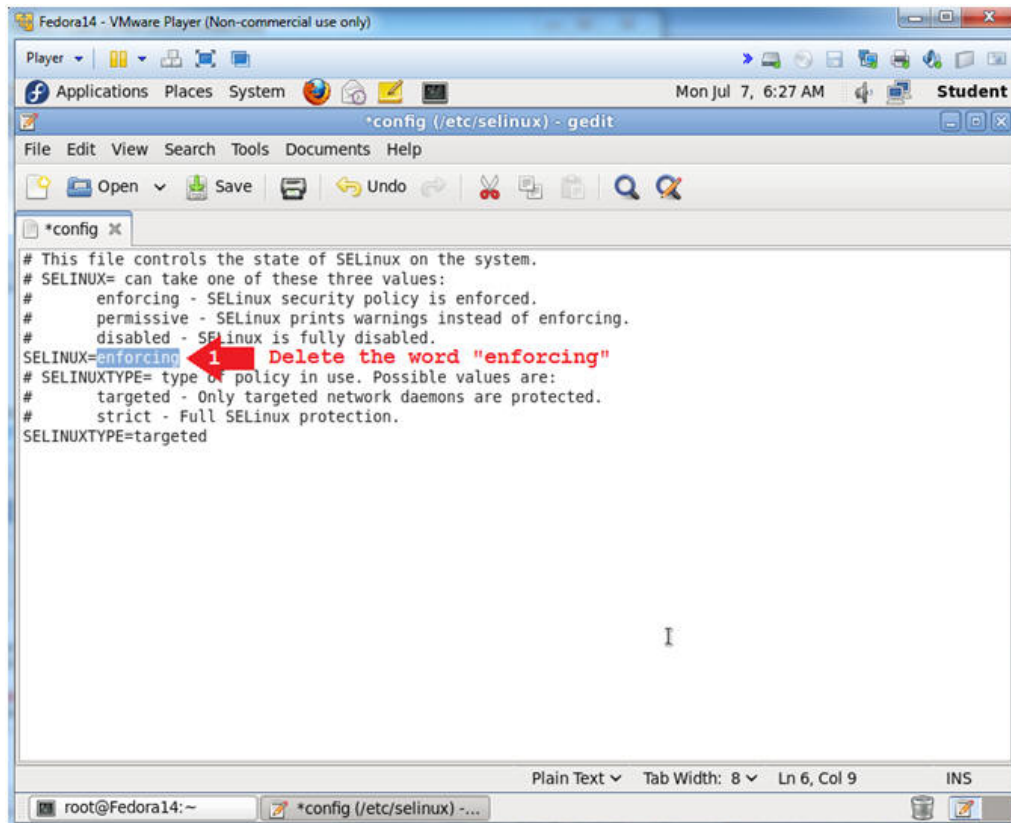 Fedora14 - VMware Player (Non-commercial use only)
Player
Applications Places System Mon Jul 7, 6:27 AM Student
*config (/etc/selinux) - gedit
File Edit View Search Tools Documents Help
Open Save Undo
*config
# This file controls the state of SELinux on the system.
# SELINUX= can take one of these three values:
#       enforcing - SELinux security policy is enforced.
#       permissive - SELinux prints warnings instead of enforcing.
#       disabled - SELinux is fully disabled.
SELINUX=enforcing 1 Delete the word "enforcing"
# SELINUXTYPE= type of policy in use. Possible values are:
#       targeted - Only targeted network daemons are protected.
#       strict - Full SELinux protection.
SELINUXTYPE=targeted
Plain Text Tab Width: 8 Ln 6, Col 9 INS
root@Fedora14:~ *config (/etc/selinux) -...